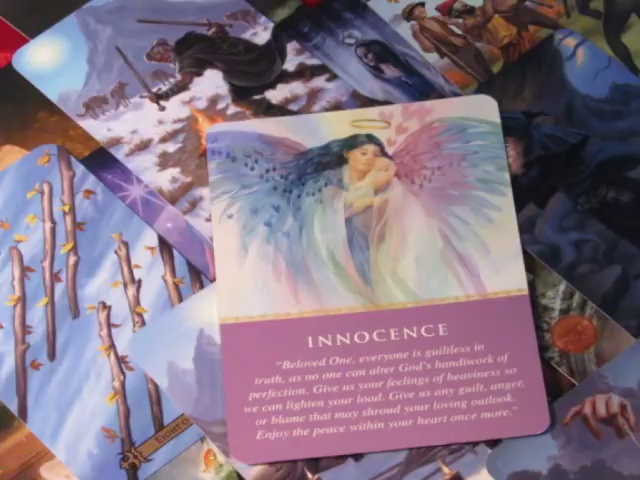 INNOCENCE
"Beloved One, everyone is guiltless in
truth, as no one can alter God's handiwork of
perfection. Give us your feelings of heaviness so
we can lighten your load. Give us any guilt, anger,
or blame that may shroud your loving outlook.
Enjoy the peace within your heart once more."